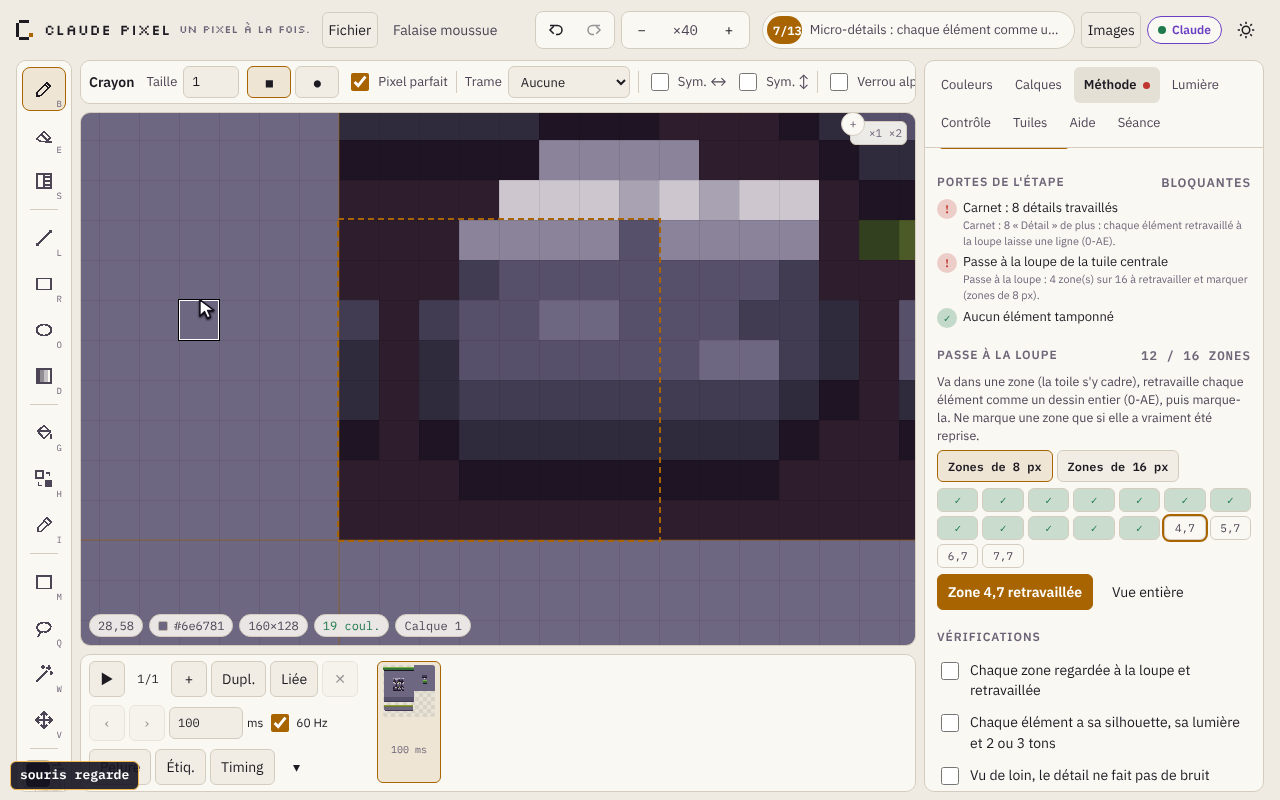 CLAUDE PIXEL UN PIXEL À LA FOIS.
Fichier
Falaise moussue
− ×40 +
7/13 Micro-détails : chaque élément comme u…
Images
Claude
Crayon Taille 1
Pixel parfait
Trame Aucune
Sym. ↔
Sym. ↕
Verrou alp
B
E
S
L
R
O
D
G
H
I
M
Q
W
V
+
×1 ×2
28,58
#6e6781
160×128
19 coul.
Calque 1
1/1
+
Dupl.
Liée
×
‹
›
100 ms
60 Hz
Étiq.
Timing
▼
100 ms
souris regarde
Couleurs
Calques
Méthode
Lumière
Contrôle
Tuiles
Aide
Séance
PORTES DE L'ÉTAPE BLOQUANTES
! Carnet : 8 détails travaillés
Carnet : 8 « Détail » de plus : chaque élément retravaillé à
la loupe laisse une ligne (0-AE).
! Passe à la loupe de la tuile centrale
Passe à la loupe : 4 zone(s) sur 16 à retravailler et marquer
(zones de 8 px).
✓ Aucun élément tamponné
PASSE À LA LOUPE 12 / 16 ZONES
Va dans une zone (la toile s'y cadre), retravaille chaque
élément comme un dessin entier (0-AE), puis marque-
la. Ne marque une zone que si elle a vraiment été
reprise.
Zones de 8 px
Zones de 16 px
✓ ✓ ✓ ✓ ✓ ✓ ✓
✓ ✓ ✓ ✓ ✓ 4,7 5,7
6,7 7,7
Zone 4,7 retravaillée
Vue entière
VÉRIFICATIONS
Chaque zone regardée à la loupe et
retravaillée
Chaque élément a sa silhouette, sa lumière
et 2 ou 3 tons
Vu de loin, le détail ne fait pas de bruit